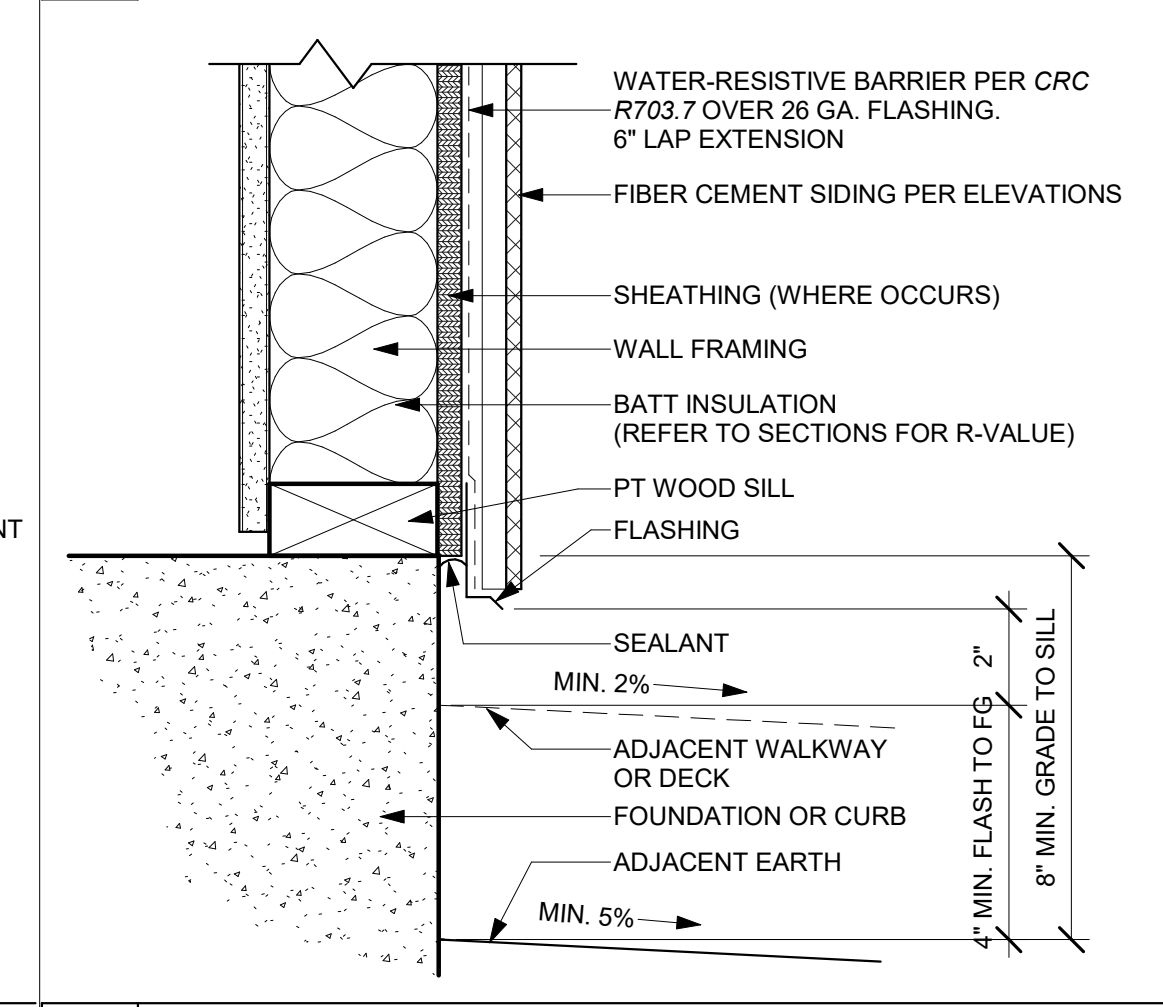 WATER-RESISTIVE BARRIER PER CRC
R703.7 OVER 26 GA. FLASHING.
6" LAP EXTENSION
FIBER CEMENT SIDING PER ELEVATIONS
SHEATHING (WHERE OCCURS)
WALL FRAMING
BATT INSULATION
(REFER TO SECTIONS FOR R-VALUE)
PT WOOD SILL
NT
FLASHING
SEALANT
MIN. 2%
ADJACENT WALKWAY
OR DECK
FOUNDATION OR CURB
ADJACENT EARTH
MIN. 5%
2"
4" MIN. FLASH TO FG
8" MIN. GRADE TO SILL